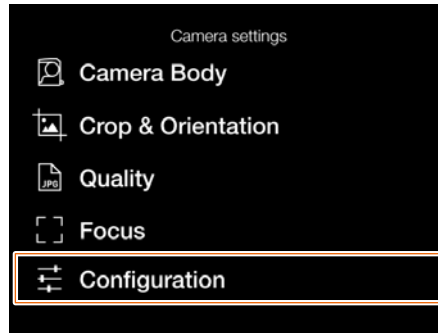 Camera settings
Camera Body
Crop & Orientation
JPG
Quality
Focus
Configuration